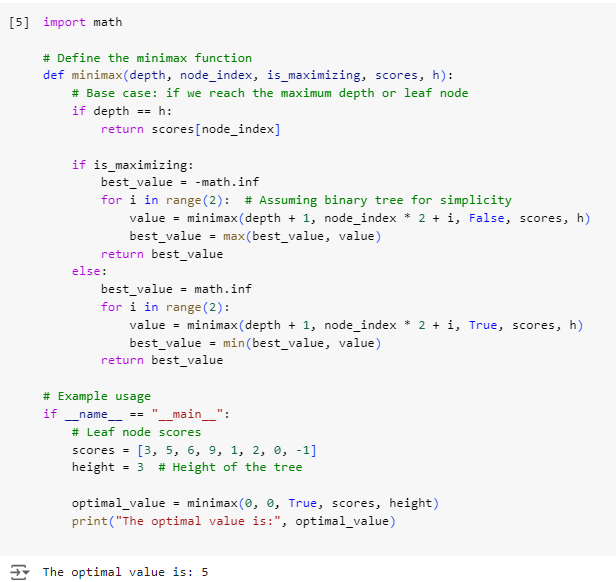 [5] import math

    # Define the minimax function
    def minimax(depth, node_index, is_maximizing, scores, h):
        # Base case: if we reach the maximum depth or leaf node
        if depth == h:
            return scores[node_index]

        if is_maximizing:
            best_value = -math.inf
            for i in range(2):  # Assuming binary tree for simplicity
                value = minimax(depth + 1, node_index * 2 + i, False, scores, h)
                best_value = max(best_value, value)
            return best_value
        else:
            best_value = math.inf
            for i in range(2):
                value = minimax(depth + 1, node_index * 2 + i, True, scores, h)
                best_value = min(best_value, value)
            return best_value

    # Example usage
    if __name__ == "__main__":
        # Leaf node scores
        scores = [3, 5, 6, 9, 1, 2, 0, -1]
        height = 3  # Height of the tree

        optimal_value = minimax(0, 0, True, scores, height)
        print("The optimal value is:", optimal_value)

The optimal value is: 5